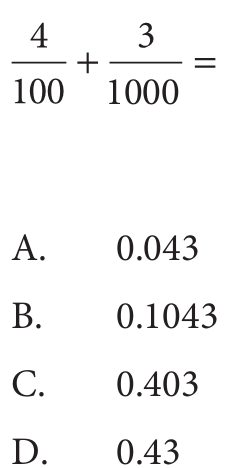 4/100 + 3/1000 =
A. 0.043
B. 0.1043
C. 0.403
D. 0.43